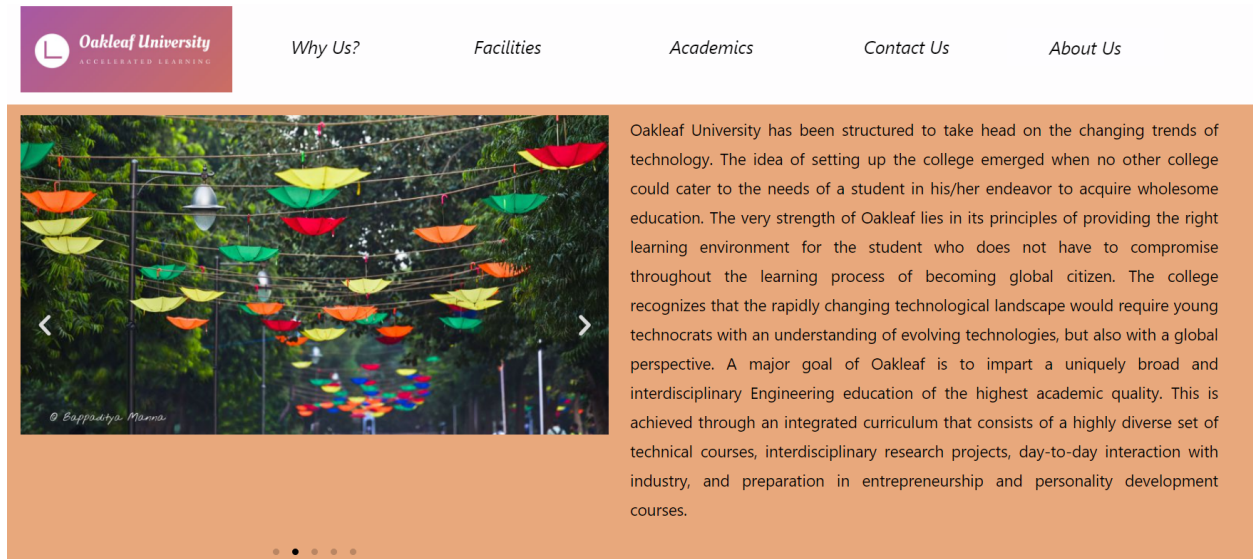 Oakleaf University
ACCELERATED LEARNING
Why Us?
Facilities
Academics
Contact Us
About Us
© Bappaditya Manna
Oakleaf University has been structured to take head on the changing trends of
technology. The idea of setting up the college emerged when no other college
could cater to the needs of a student in his/her endeavor to acquire wholesome
education. The very strength of Oakleaf lies in its principles of providing the right
learning environment for the student who does not have to compromise
throughout the learning process of becoming global citizen. The college
recognizes that the rapidly changing technological landscape would require young
technocrats with an understanding of evolving technologies, but also with a global
perspective. A major goal of Oakleaf is to impart a uniquely broad and
interdisciplinary Engineering education of the highest academic quality. This is
achieved through an integrated curriculum that consists of a highly diverse set of
technical courses, interdisciplinary research projects, day-to-day interaction with
industry, and preparation in entrepreneurship and personality development
courses.